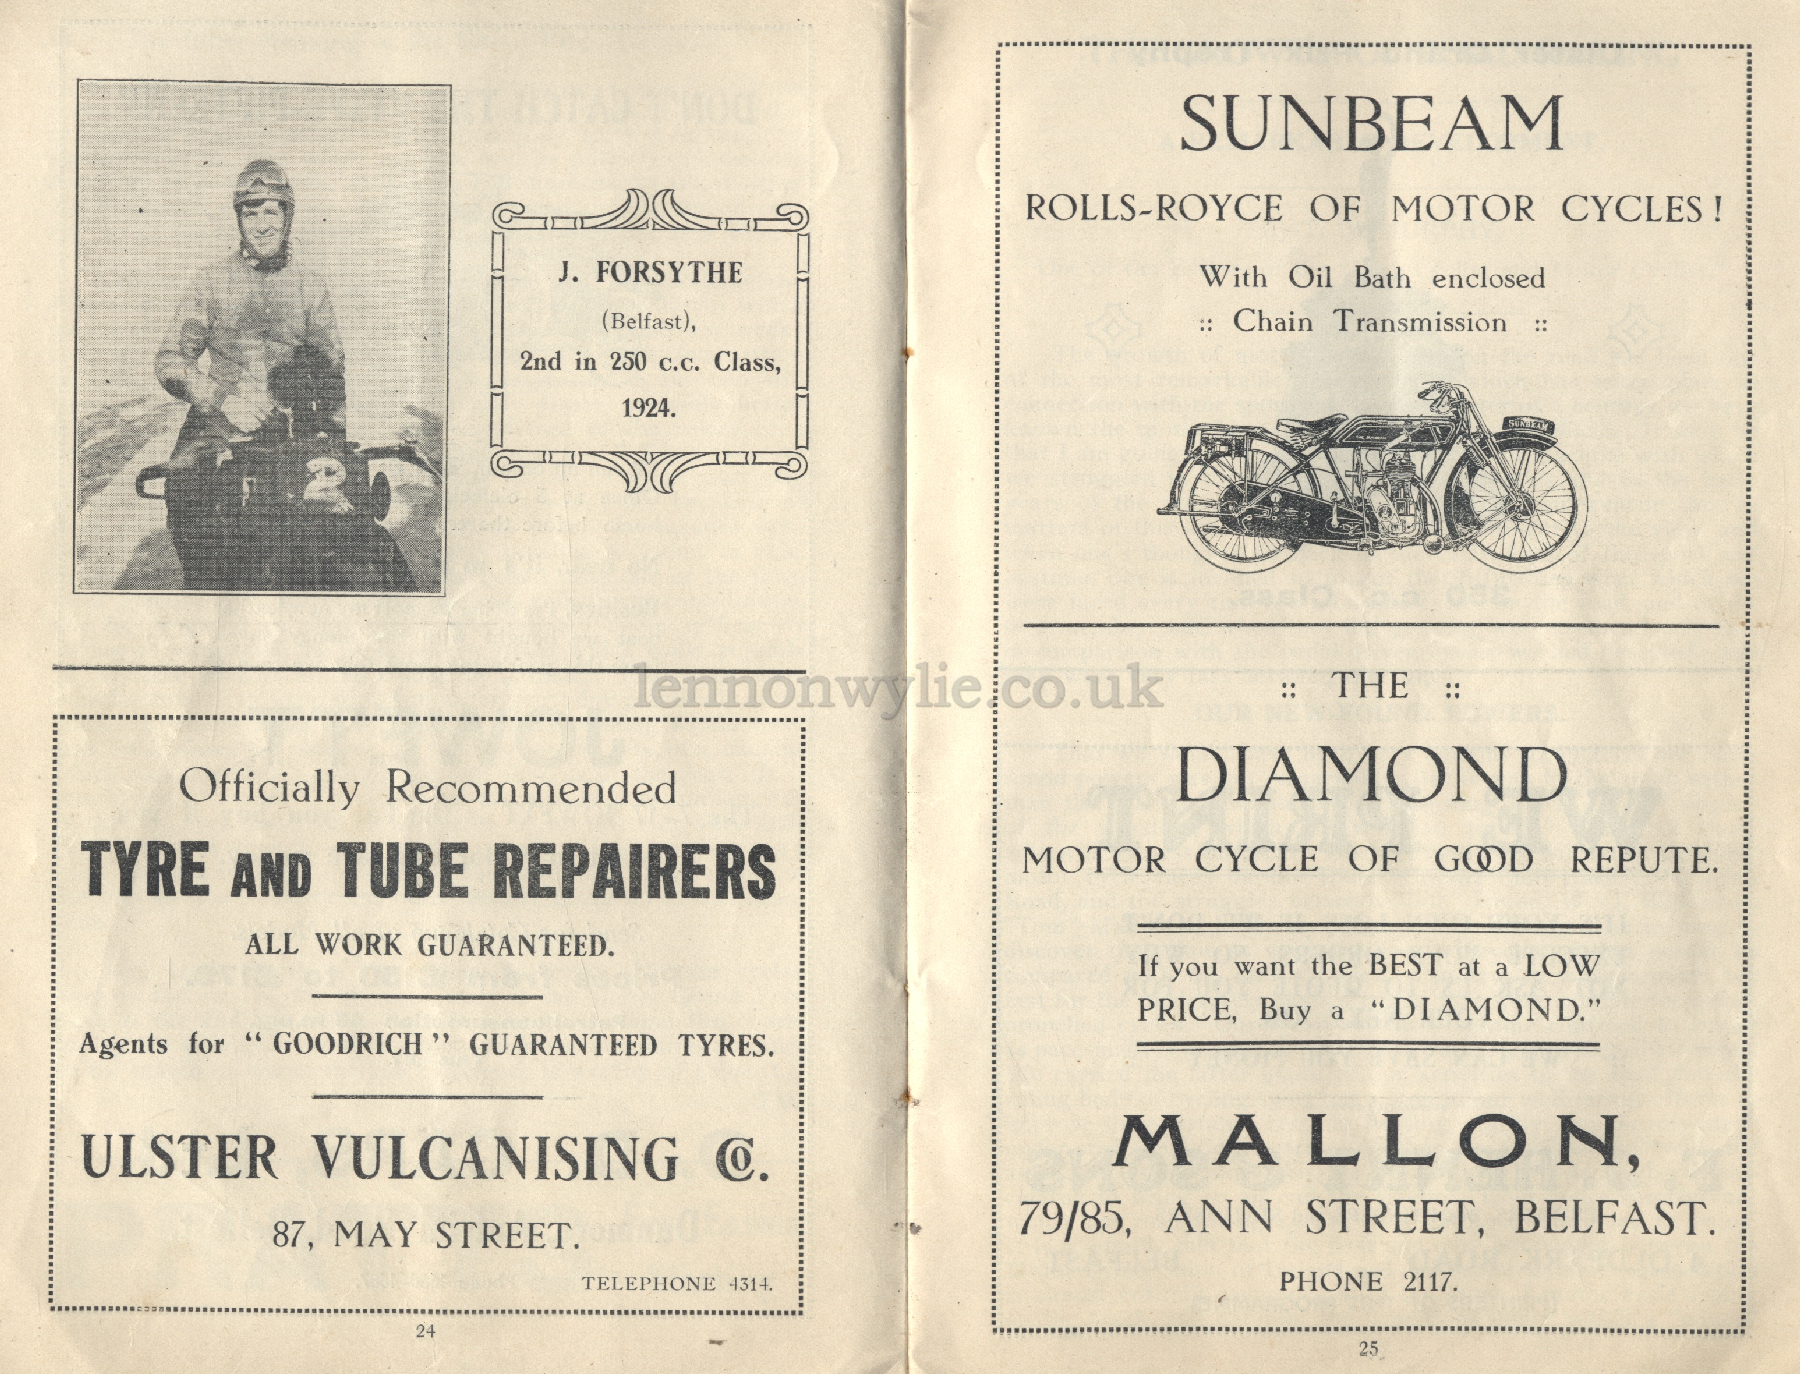 J. FORSYTHE
(Belfast),
2nd in 250 c.c. Class,
1924.
Officially Recommended
TYRE AND TUBE REPAIRERS
ALL WORK GUARANTEED.
Agents for "GOODRICH" GUARANTEED TYRES.
ULSTER VULCANISING CO.
87, MAY STREET.
TELEPHONE 4314.
24
SUNBEAM
ROLLS-ROYCE OF MOTOR CYCLES!
With Oil Bath enclosed
:: Chain Transmission ::
SUNBEAM
:: THE ::
DIAMOND
MOTOR CYCLE OF GOOD REPUTE.
If you want the BEST at a LOW
PRICE, Buy a "DIAMOND."
MALLON,
79/85, ANN STREET, BELFAST.
PHONE 2117.
25
lennonwylie.co.uk